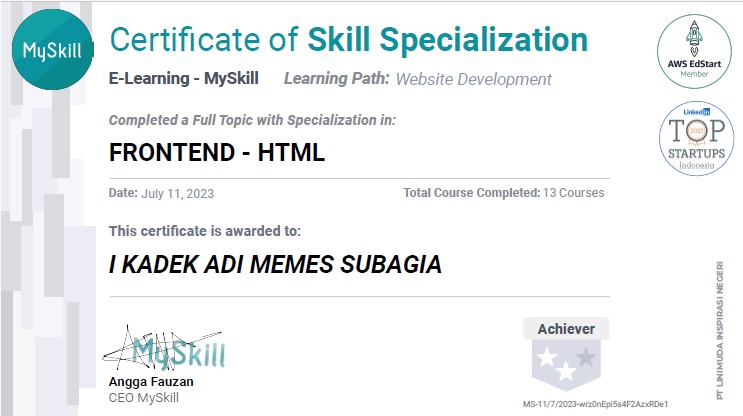 MySkill
Certificate of Skill Specialization
E-Learning - MySkill Learning Path: Website Development
Completed a Full Topic with Specialization in:
FRONTEND - HTML
Date: July 11, 2023 Total Course Completed: 13 Courses
This certificate is awarded to:
I KADEK ADI MEMES SUBAGIA
MySkill
Angga Fauzan
CEO MySkill
Achiever
MS-11/7/2023-wrz0nEpi5s4F2AzxRDe1
AWS EdStart
Member
LinkedIn
TOP
2022
STARTUPS
Indonesia
PT LINIMUDA INSPIRASI NEGERI